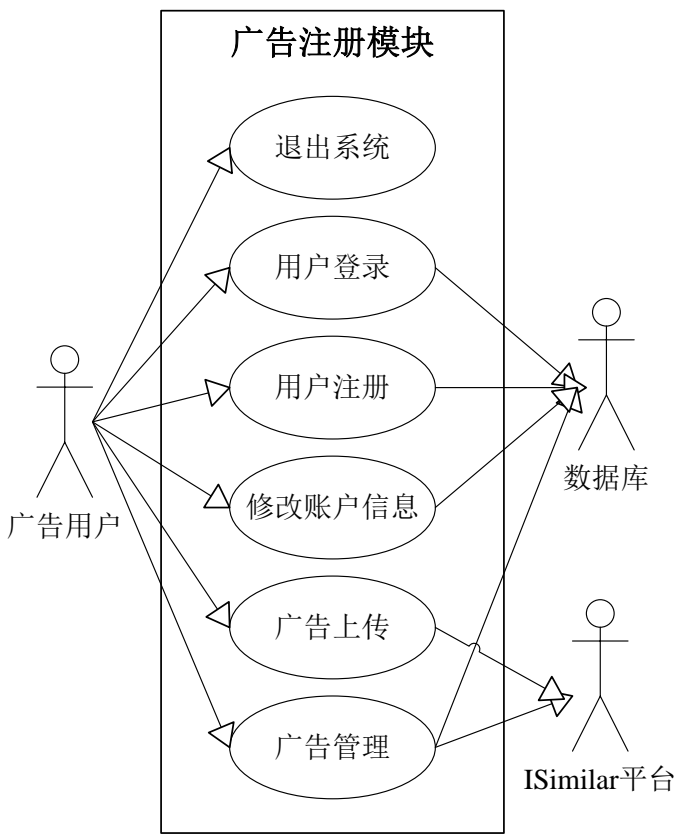 广告注册模块
退出系统
用户登录
用户注册
修改账户信息
广告上传
广告管理
广告用户
数据库
ISimilar平台